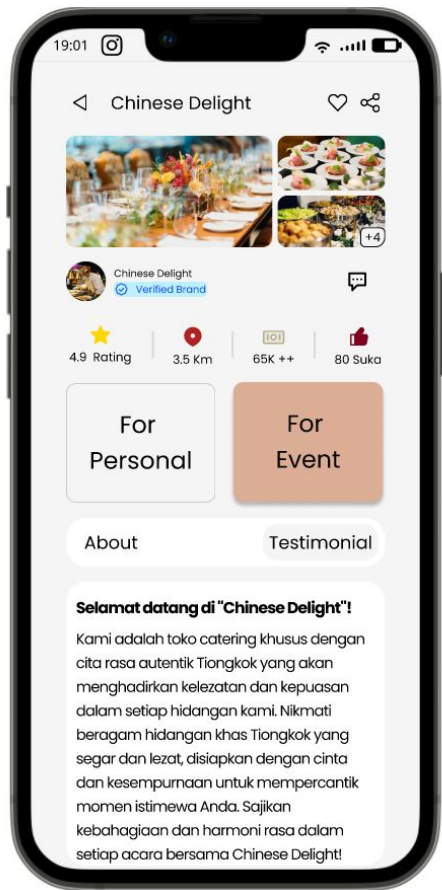 19:01
Chinese Delight
+4
Chinese Delight
Verified Brand
4.9 Rating
3.5 Km
65K ++
80 Suka
For
Personal
For
Event
About
Testimonial
Selamat datang di "Chinese Delight"!
Kami adalah toko catering khusus dengan
cita rasa autentik Tiongkok yang akan
menghadirkan kelezatan dan kepuasan
dalam setiap hidangan kami. Nikmati
beragam hidangan khas Tiongkok yang
segar dan lezat, disiapkan dengan cinta
dan kesempurnaan untuk mempercantik
momen istimewa Anda. Sajikan
kebahagiaan dan harmoni rasa dalam
setiap acara bersama Chinese Delight!